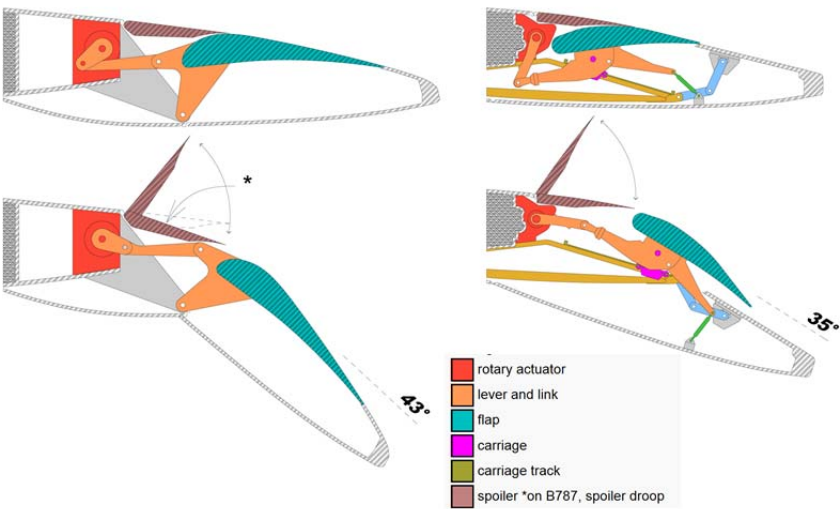 *
35°
43°
rotary actuator
lever and link
flap
carriage
carriage track
spoiler *on B787, spoiler droop